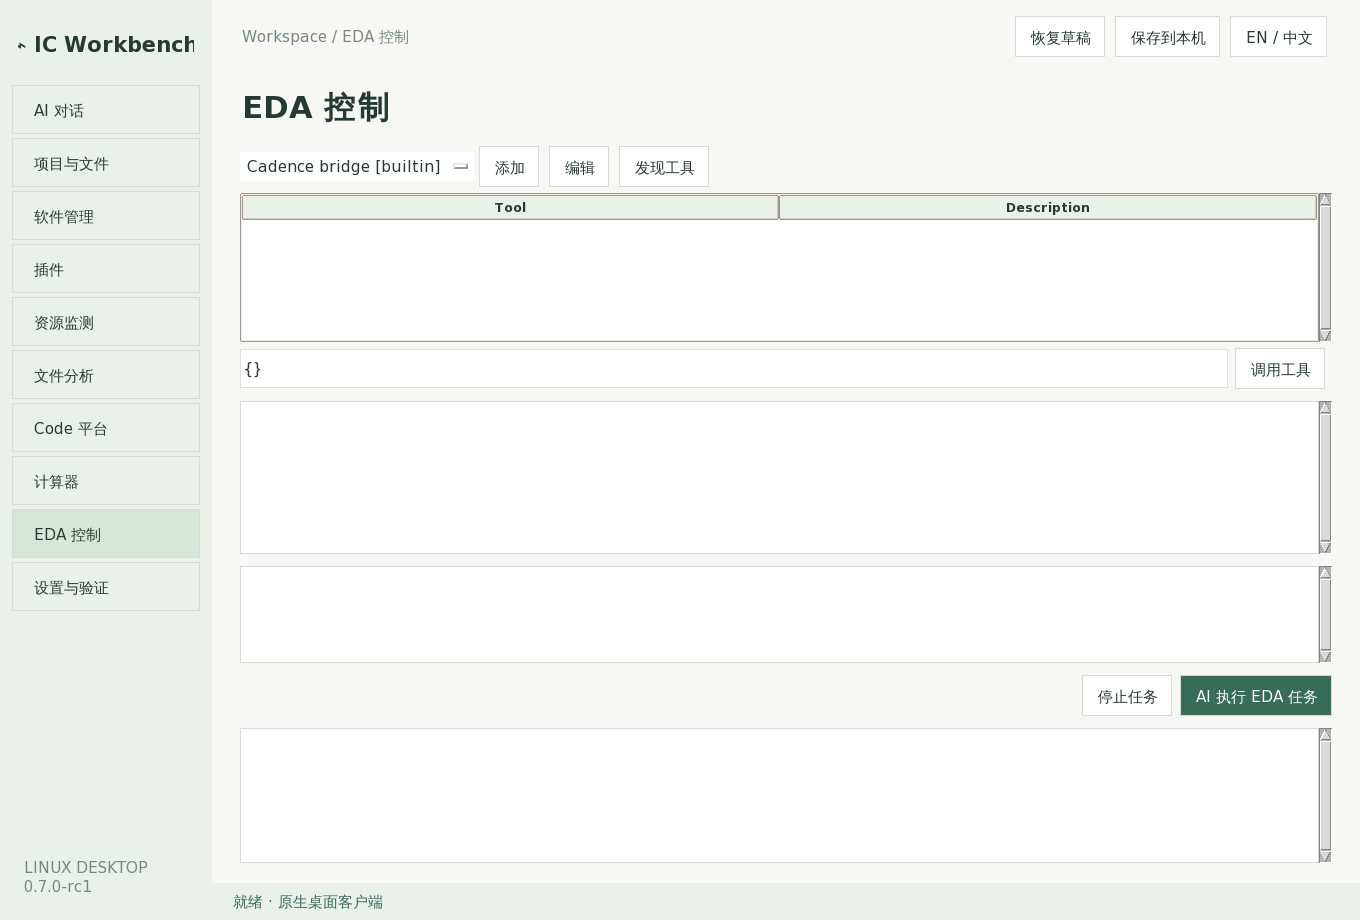 IC Workbench
AI 对话
项目与文件
软件管理
插件
资源监测
文件分析
Code 平台
计算器
EDA 控制
设置与验证
LINUX DESKTOP
0.7.0-rc1
Workspace / EDA 控制
恢复草稿
保存到本机
EN / 中文
EDA 控制
Cadence bridge [builtin]
添加
编辑
发现工具
Tool
Description
{}
调用工具
停止任务
AI 执行 EDA 任务
就绪 · 原生桌面客户端